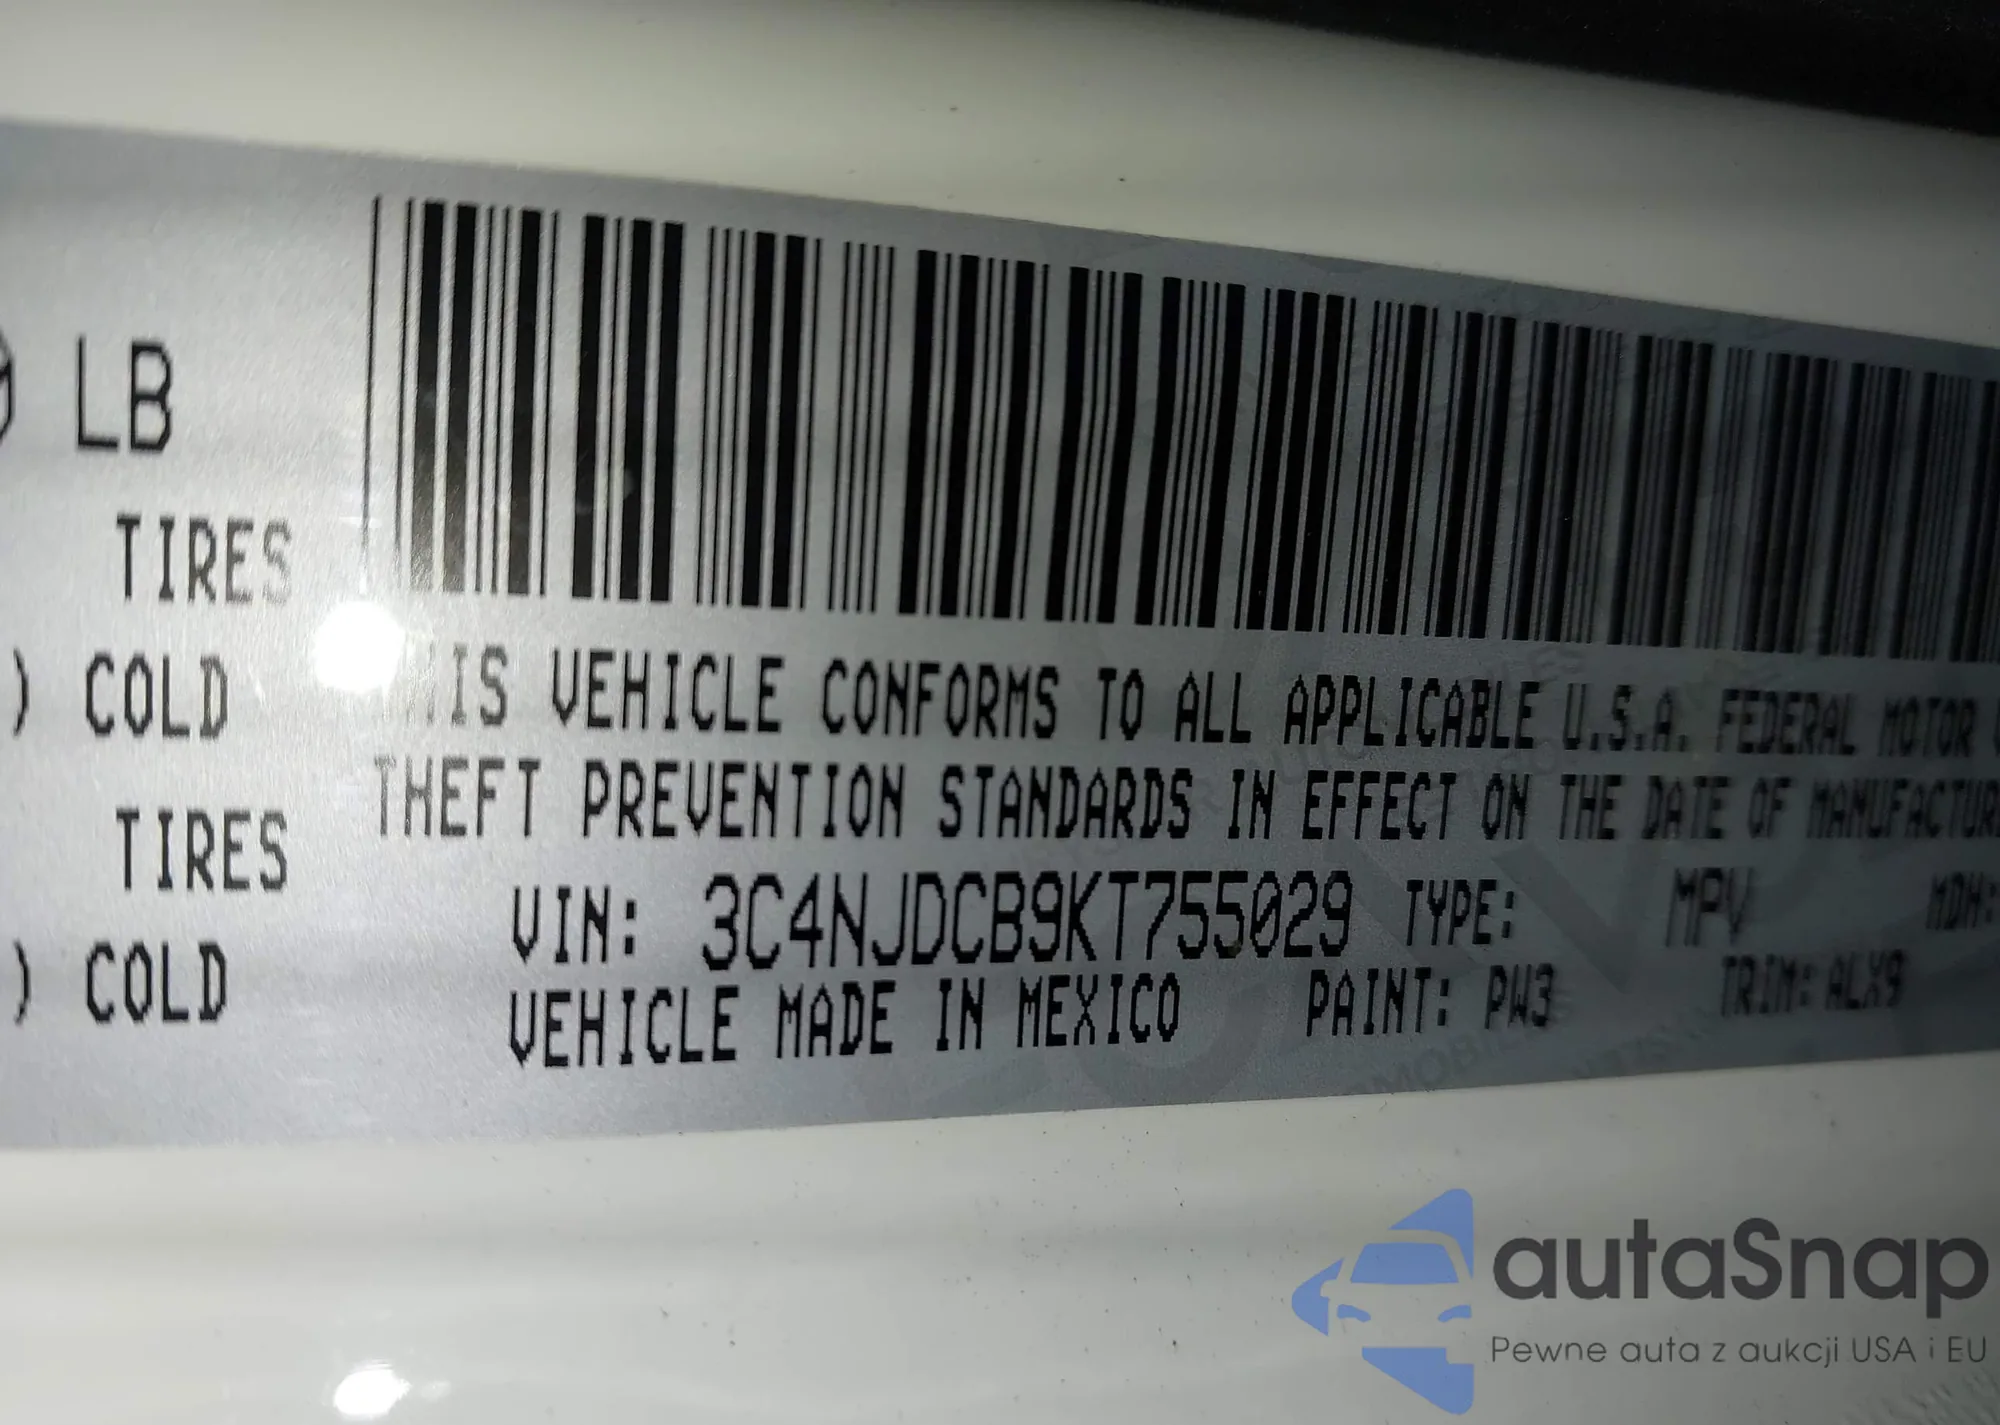 LB
TIRES
) COLD
TIRES
) COLD
IS VEHICLE CONFORMS TO ALL APPLICABLE U.S.A. FEDERAL MOTOR
THEFT PREVENTION STANDARDS IN EFFECT ON THE DATE OF MANUFACTUR
VIN: 3C4NJDCB9KT755029 TYPE: MPV MDH:
VEHICLE MADE IN MEXICO PAINT: PW3 TRIM: ALX9
autaSnap
Pewne auta z aukcji USA i EU